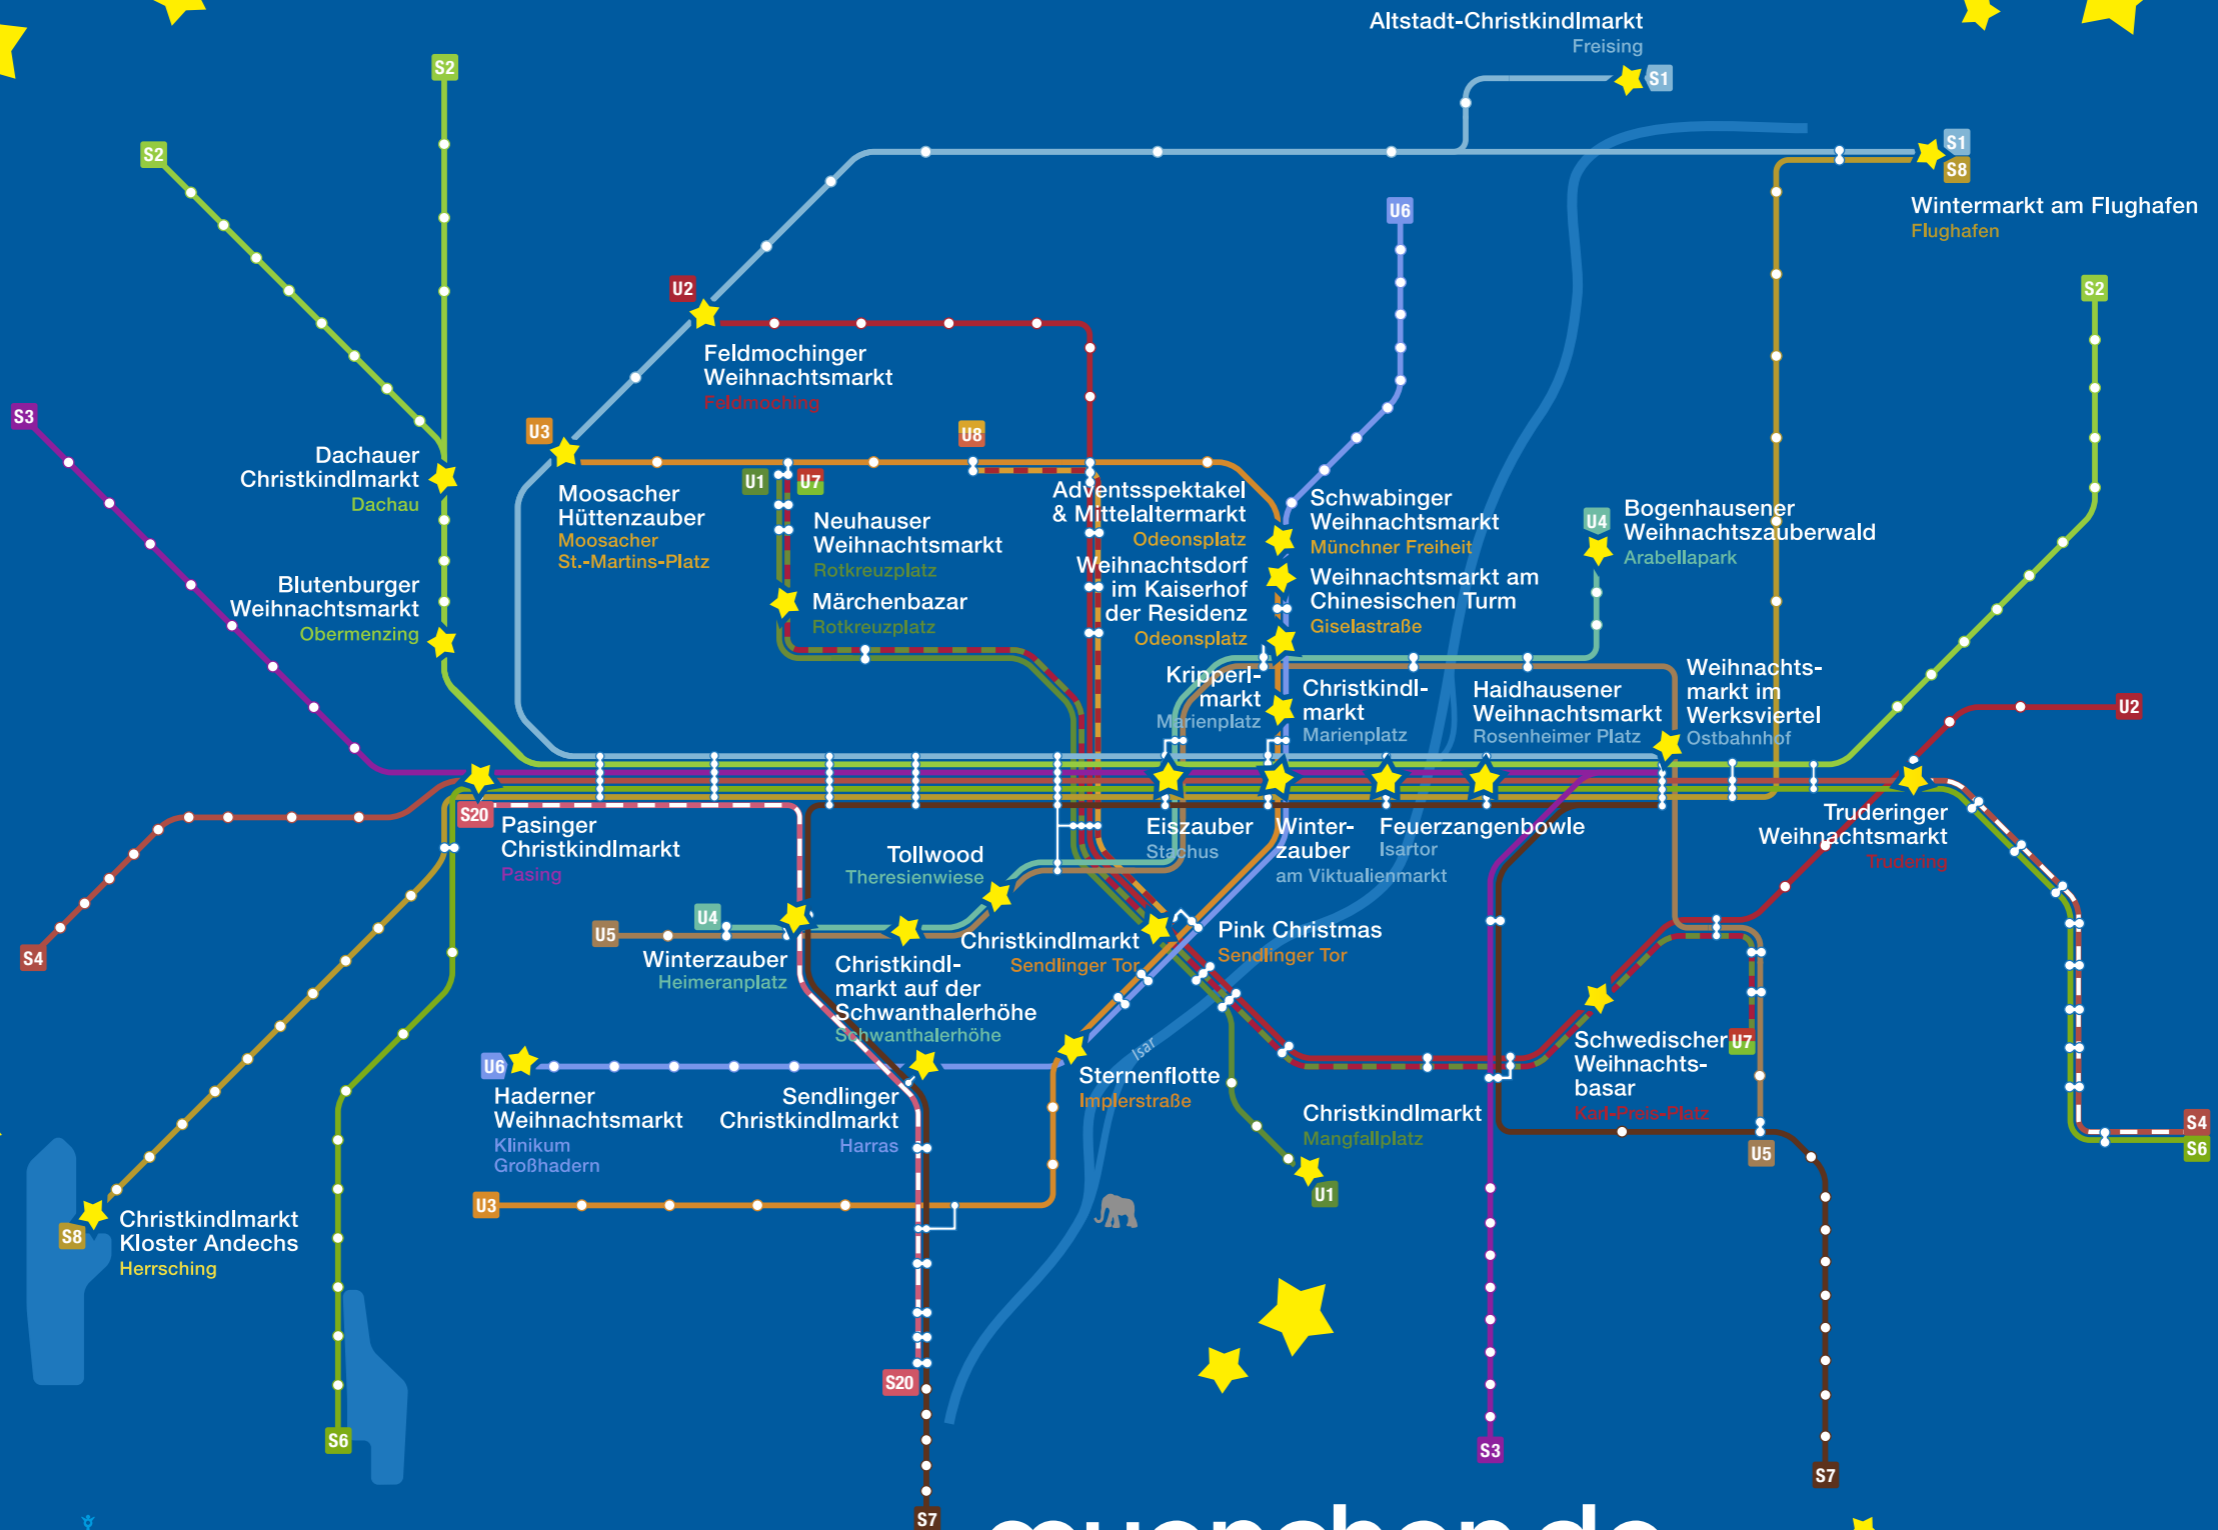 Altstadt-Christkindlmarkt
Freising
S1
S2
S2
S1
S8
Wintermarkt am Flughafen
Flughafen
U6
U2
S2
Feldmochinger
Weihnachtsmarkt
Feldmoching
S3
U3
U8
Dachauer
Christkindlmarkt
Dachau
U1
U7
Moosacher
Hüttenzauber
Moosacher
St.-Martins-Platz
Neuhauser
Weihnachtsmarkt
Rotkreuzplatz
Märchenbazar
Rotkreuzplatz
Adventsspektakel
& Mittelaltermarkt
Odeonsplatz
Weihnachtsdorf
im Kaiserhof
der Residenz
Odeonsplatz
Schwabinger
Weihnachtsmarkt
Münchner Freiheit
Weihnachtsmarkt am
Chinesischen Turm
Giselastraße
U4
Bogenhausener
Weihnachtszauberwald
Arabellapark
Blutenburger
Weihnachtsmarkt
Obermenzing
Kripperl-
markt
Marienplatz
Christkindl-
markt
Marienplatz
Haidhausener
Weihnachtsmarkt
Rosenheimer Platz
Weihnachts-
markt im
Werksviertel
Ostbahnhof
U2
S20
Pasinger
Christkindlmarkt
Pasing
Eiszauber
Stachus
Winter-
zauber
am Viktualienmarkt
Feuerzangenbowle
Isartor
Truderinger
Weihnachtsmarkt
Trudering
Tollwood
Theresienwiese
S4
U5
U4
Winterzauber
Heimeranplatz
Christkindl-
markt auf der
Schwanthalerhöhe
Schwanthalerhöhe
Christkindlmarkt
Sendlinger Tor
Pink Christmas
Sendlinger Tor
U6
Haderner
Weihnachtsmarkt
Klinikum
Großhadern
Sendlinger
Christkindlmarkt
Harras
Isar
Sternenflotte
Implerstraße
Christkindlmarkt
Mangfallplatz
U1
Schwedischer
Weihnachts-
basar
Karl-Preis-Platz
U7
U5
S4
S6
U3
S8
Christkindlmarkt
Kloster Andechs
Herrsching
S20
S6
S3
S7
S7
muenchen.de